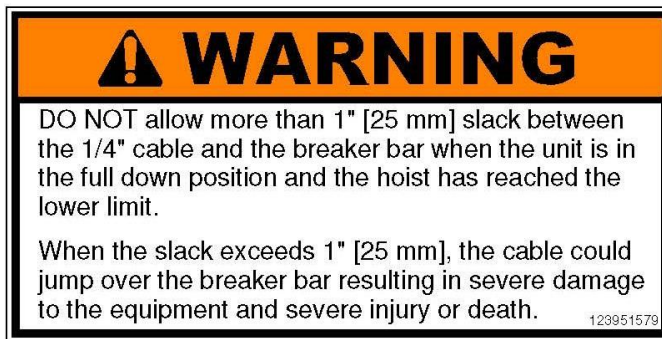 WARNING
DO NOT allow more than 1" [25 mm] slack between
the 1/4" cable and the breaker bar when the unit is in
the full down position and the hoist has reached the
lower limit.
When the slack exceeds 1" [25 mm], the cable could
jump over the breaker bar resulting in severe damage
to the equipment and severe injury or death.
123951579